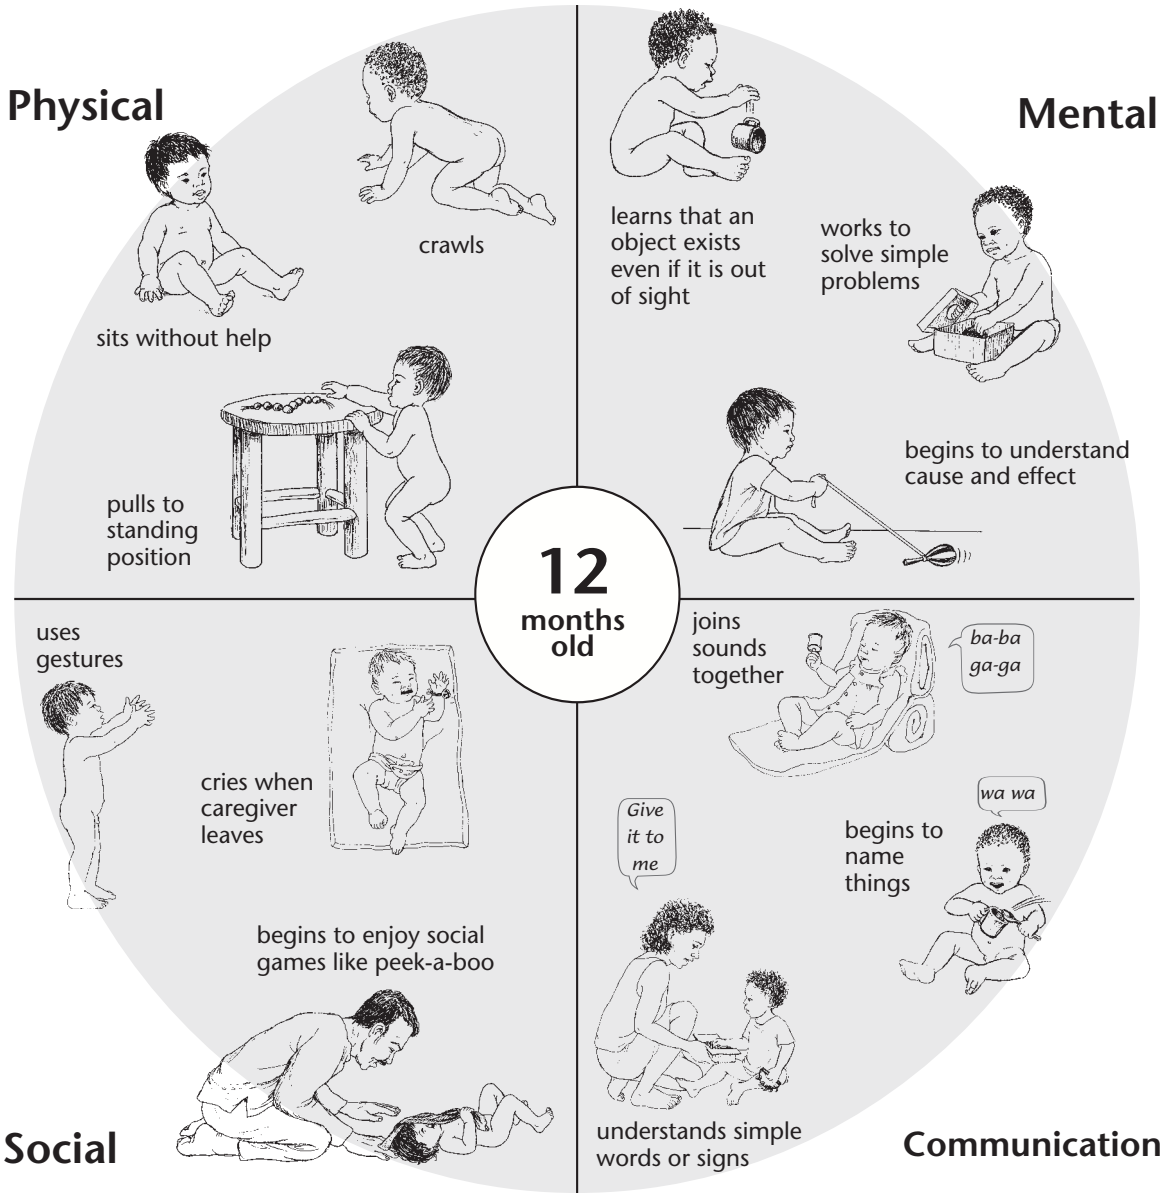 Physical
crawls
sits without help
pulls to
standing
position
Mental
learns that an
object exists
even if it is out
of sight
works to
solve simple
problems
begins to understand
cause and effect
12
months
old
uses
gestures
cries when
caregiver
leaves
begins to enjoy social
games like peek-a-boo
Social
joins
sounds
together
ba-ba
ga-ga
wa wa
begins to
name
things
Give
it to
me
understands simple
words or signs
Communication